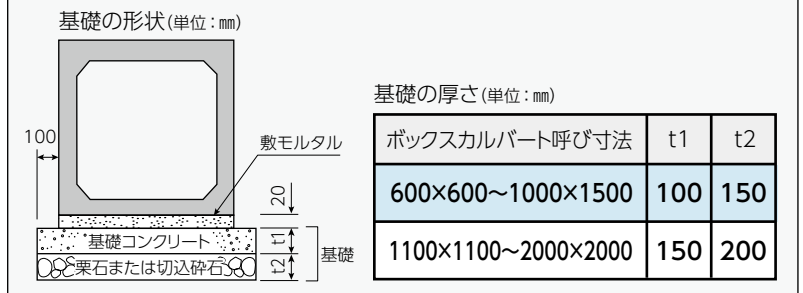 基礎の形状(単位：㎜)
100
敷モルタル
20
基礎コンクリート
t1
栗石または切込砕石
t2
基礎
基礎の厚さ(単位：㎜)
ボックスカルバート呼び寸法 t1 t2
600×600〜1000×1500 100 150
1100×1100〜2000×2000 150 200